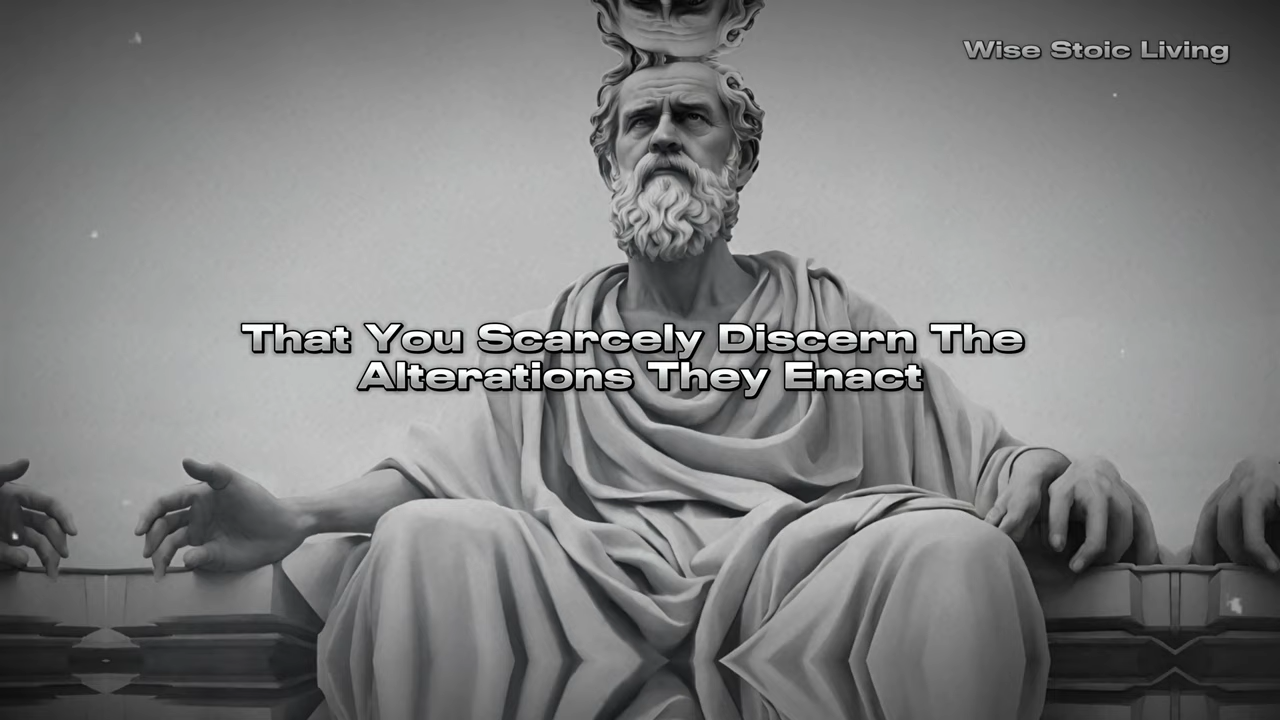 Wise Stoic Living
That You Scarcely Discern The
Alterations They Enact